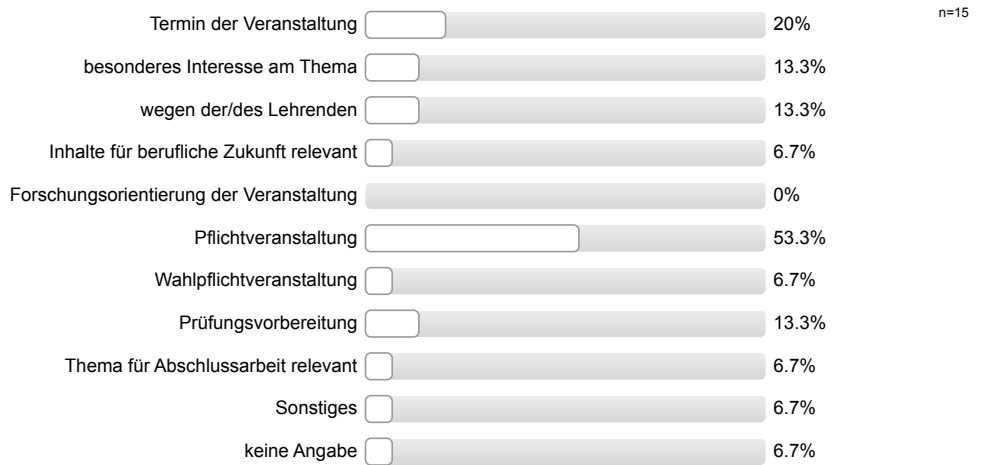 n=15
Termin der Veranstaltung 20%
besonderes Interesse am Thema 13.3%
wegen der/des Lehrenden 13.3%
Inhalte für berufliche Zukunft relevant 6.7%
Forschungsorientierung der Veranstaltung 0%
Pflichtveranstaltung 53.3%
Wahlpflichtveranstaltung 6.7%
Prüfungsvorbereitung 13.3%
Thema für Abschlussarbeit relevant 6.7%
Sonstiges 6.7%
keine Angabe 6.7%